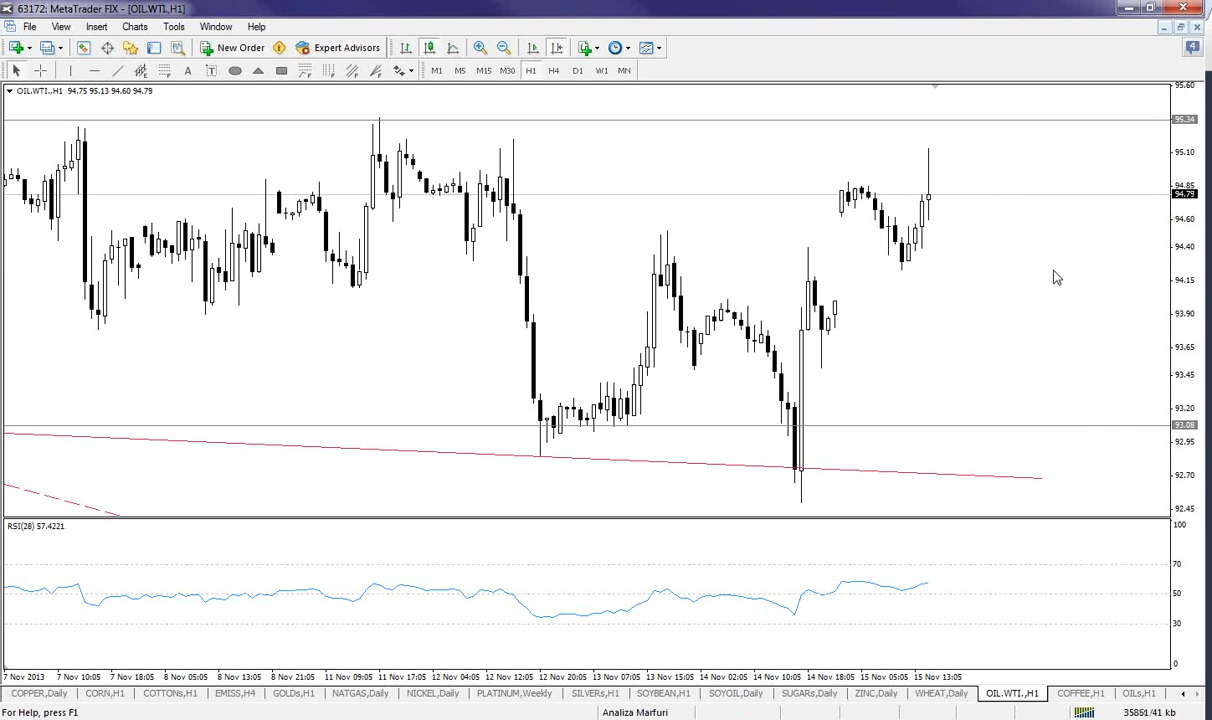 63172: MetaTrader FIX - [OIL.WTI.,H1]
File View Insert Charts Tools Window Help
New Order Expert Advisors 4
A T M1 M5 M15 M30 H1 H4 D1 W1 MN
OIL.WTI.,H1 94.75 95.13 94.60 94.79
95.60
95.34
95.10
94.85
94.79
94.60
94.40
94.15
93.90
93.65
93.45
93.20
93.08
92.95
92.70
92.45
RSI(28) 57.4221
100
70
50
30
0
7 Nov 2013 7 Nov 10:05 7 Nov 18:05 8 Nov 13:05 8 Nov 21:05 11 Nov 09:05 11 Nov 17:05 12 Nov 04:05 12 Nov 12:05 12 Nov 20:05 13 Nov 07:05 13 Nov 15:05 14 Nov 02:05 14 Nov 10:05 14 Nov 18:05 15 Nov 05:05 15 Nov 13:05
COPPER,Daily CORN,H1 COTTONs,H1 EMISS,H4 GOLDs,H1 NATGAS,Daily NICKEL,Daily PLATINUM,Weekly SILVERs,H1 SOYBEAN,H1 SOYOIL,Daily SUGARs,Daily ZINC,Daily WHEAT,Daily OIL.WTI.,H1 COFFEE,H1 OILs,H1
For Help, press F1 Analiza Marfuri 35851/41 kb